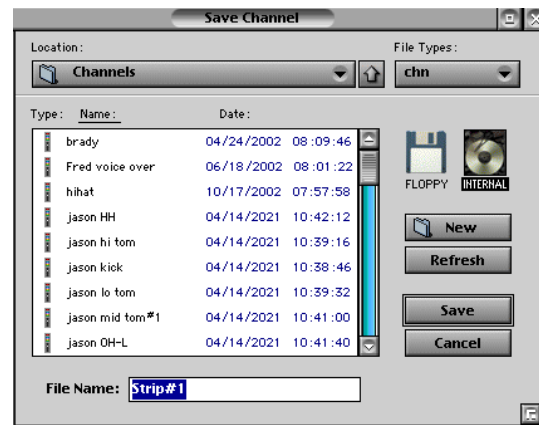 Save Channel
Location:
File Types:
Channels
chn
Type: Name: Date:
brady 04/24/2002 08:09:46
Fred voice over 06/18/2002 08:01:22
hihat 10/17/2002 07:57:58
jason HH 04/14/2021 10:42:12
jason hi tom 04/14/2021 10:39:16
jason kick 04/14/2021 10:38:46
jason lo tom 04/14/2021 10:39:32
jason mid tom#1 04/14/2021 10:41:00
jason OH-L 04/14/2021 10:41:40
FLOPPY
INTERNAL
New
Refresh
Save
Cancel
File Name: Strip#1